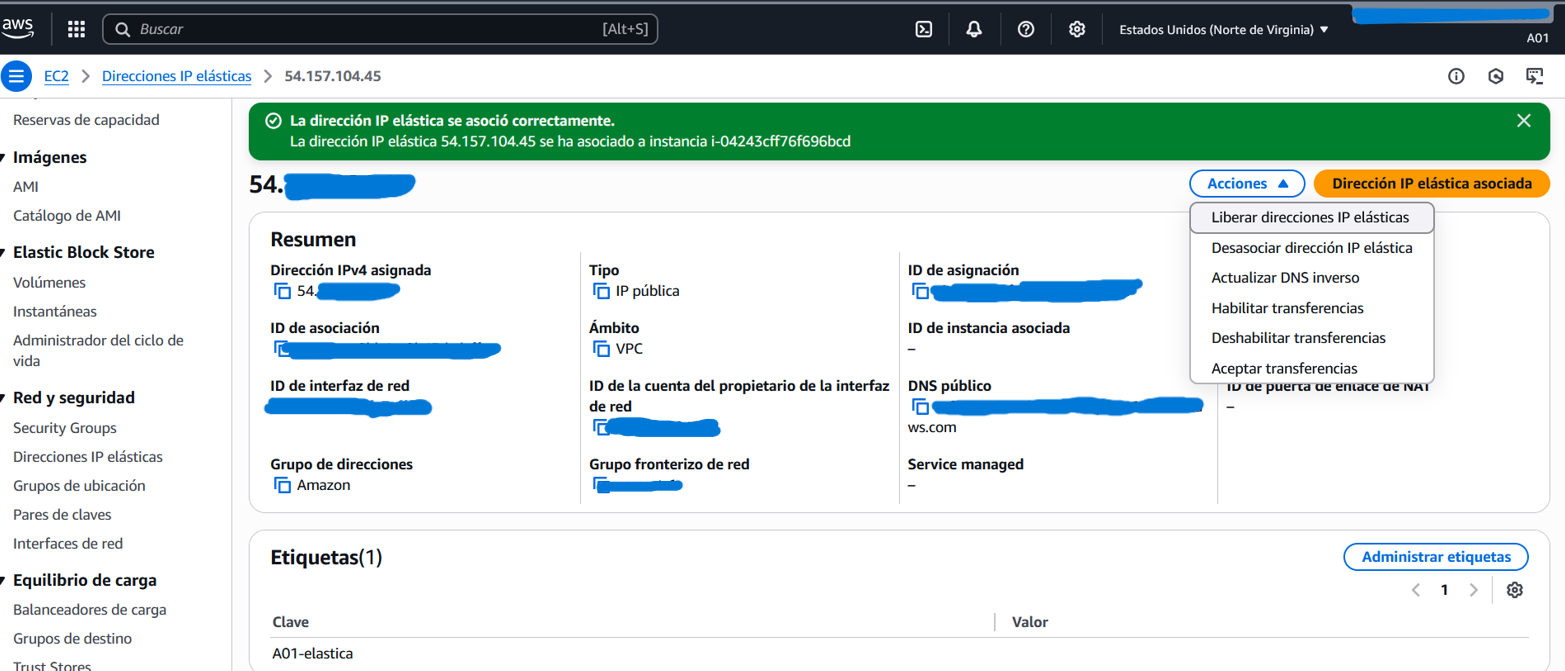 aws
Buscar
[Alt+S]
Estados Unidos (Norte de Virginia) ▼
A01
EC2 > Direcciones IP elásticas > 54.157.104.45
Reservas de capacidad
Imágenes
AMI
Catálogo de AMI
Elastic Block Store
Volúmenes
Instantáneas
Administrador del ciclo de
vida
Red y seguridad
Security Groups
Direcciones IP elásticas
Grupos de ubicación
Pares de claves
Interfaces de red
Equilibrio de carga
Balanceadores de carga
Grupos de destino
Trust Stores
La dirección IP elástica se asoció correctamente.
La dirección IP elástica 54.157.104.45 se ha asociado a instancia i-04243cff76f696bcd
54.
Acciones ▲
Dirección IP elástica asociada
Liberar direcciones IP elásticas
Desasociar dirección IP elástica
Actualizar DNS inverso
Habilitar transferencias
Deshabilitar transferencias
Aceptar transferencias
Resumen
Dirección IPv4 asignada
54.
Tipo
IP pública
ID de asignación
ID de asociación
Ámbito
VPC
ID de instancia asociada
–
ID de interfaz de red
ID de la cuenta del propietario de la interfaz
de red
DNS público
ws.com
ID de puerta de enlace de NAT
–
Grupo de direcciones
Amazon
Grupo fronterizo de red
Service managed
–
Etiquetas(1)
Administrar etiquetas
1
Clave
Valor
A01-elastica